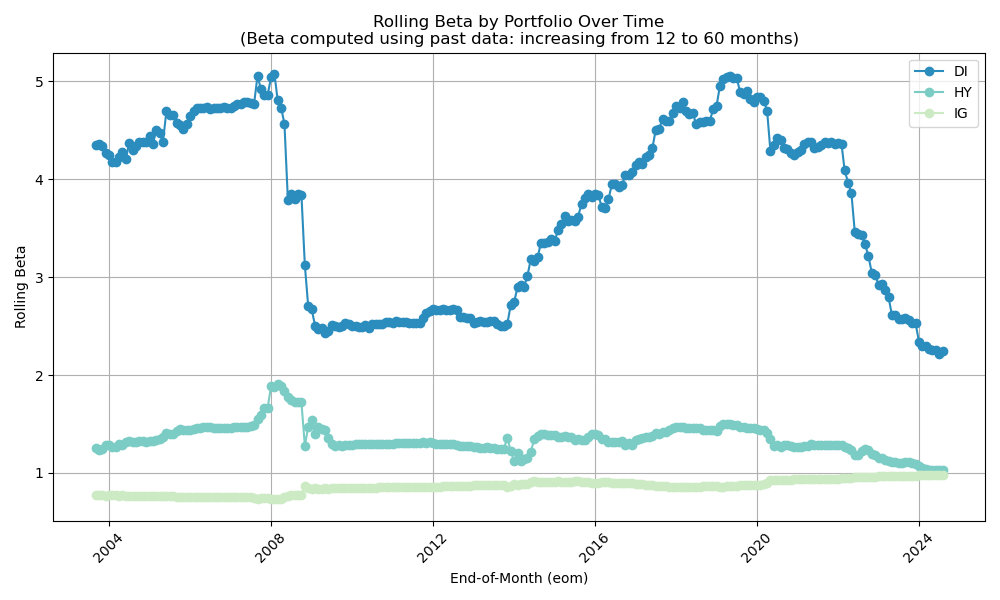 Rolling Beta by Portfolio Over Time
(Beta computed using past data: increasing from 12 to 60 months)
DI
HY
IG
Rolling Beta
5
4
3
2
1
2004
2008
2012
2016
2020
2024
End-of-Month (eom)